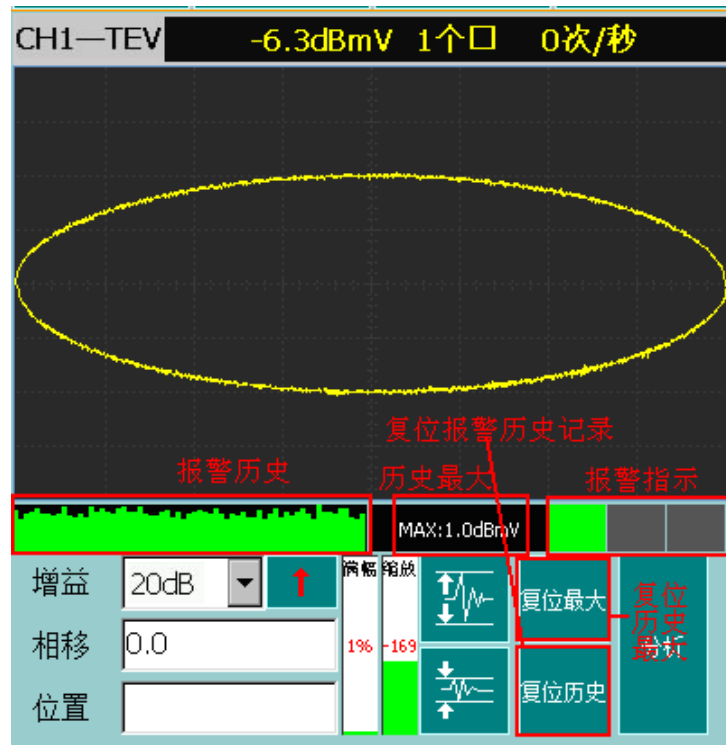 CH1—TEV -6.3dBmV 1个口 0次/秒
复位报警历史记录
报警历史 历史最大 报警指示
MAX:1.0dBmV
增益 20dB 满幅 缩放 复位最大 复位
历史
最大
相移 0.0 1% -169 分析
位置 复位历史